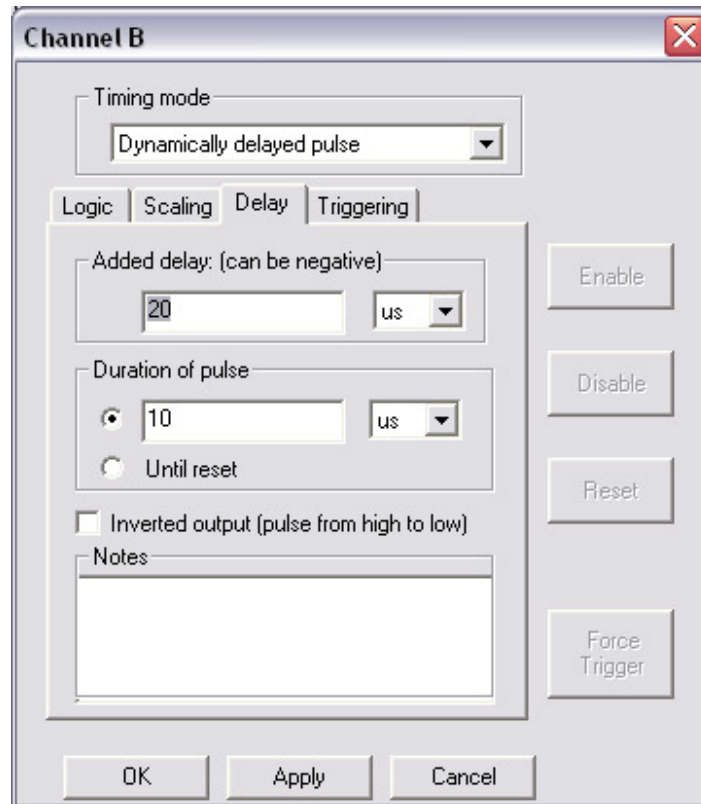 Channel B
Timing mode
Dynamically delayed pulse
Logic Scaling Delay Triggering
Added delay: (can be negative)
20 us
Duration of pulse
10 us
Until reset
Inverted output (pulse from high to low)
Notes
Enable
Disable
Reset
Force
Trigger
OK Apply Cancel